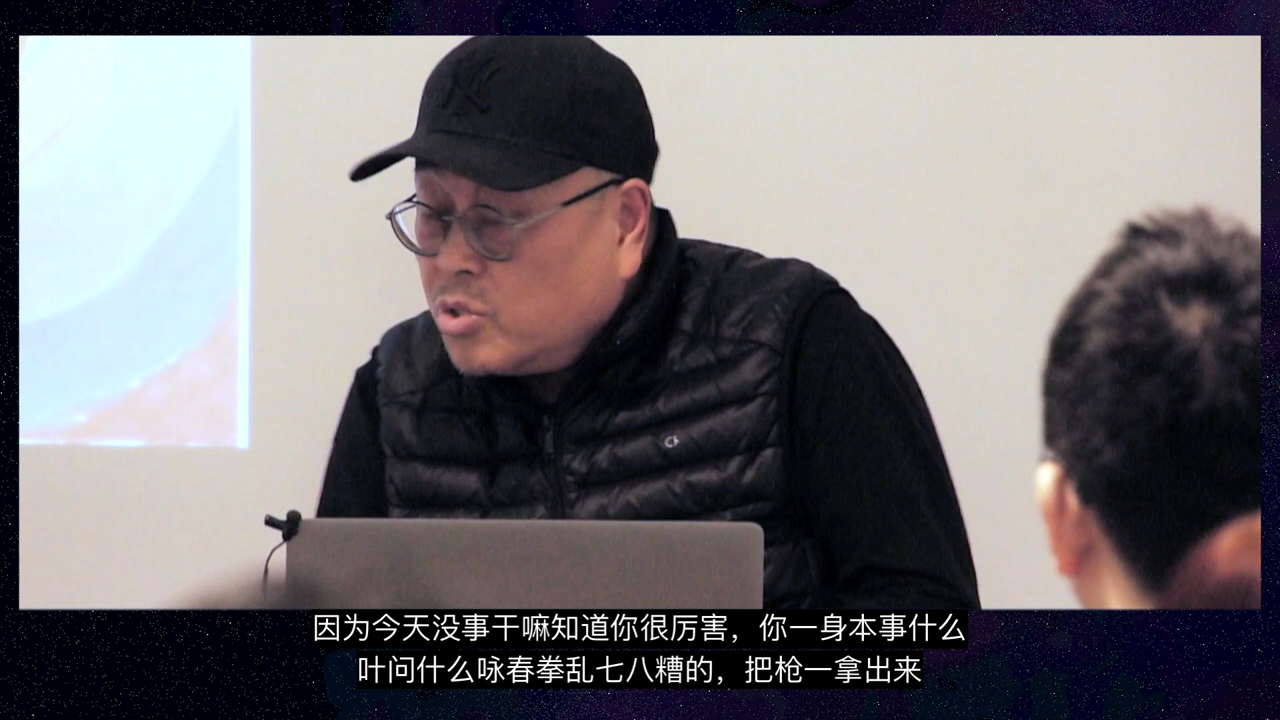 NY
因为今天没事干嘛知道你很厉害，你一身本事什么
叶问什么咏春拳乱七八糟的，把枪一拿出来